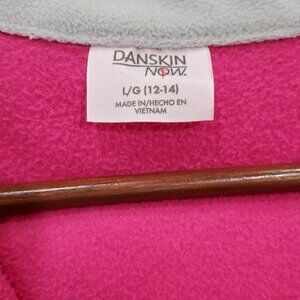 DANSKIN
NOW.
L/G (12-14)
MADE IN/HECHO EN
VIETNAM